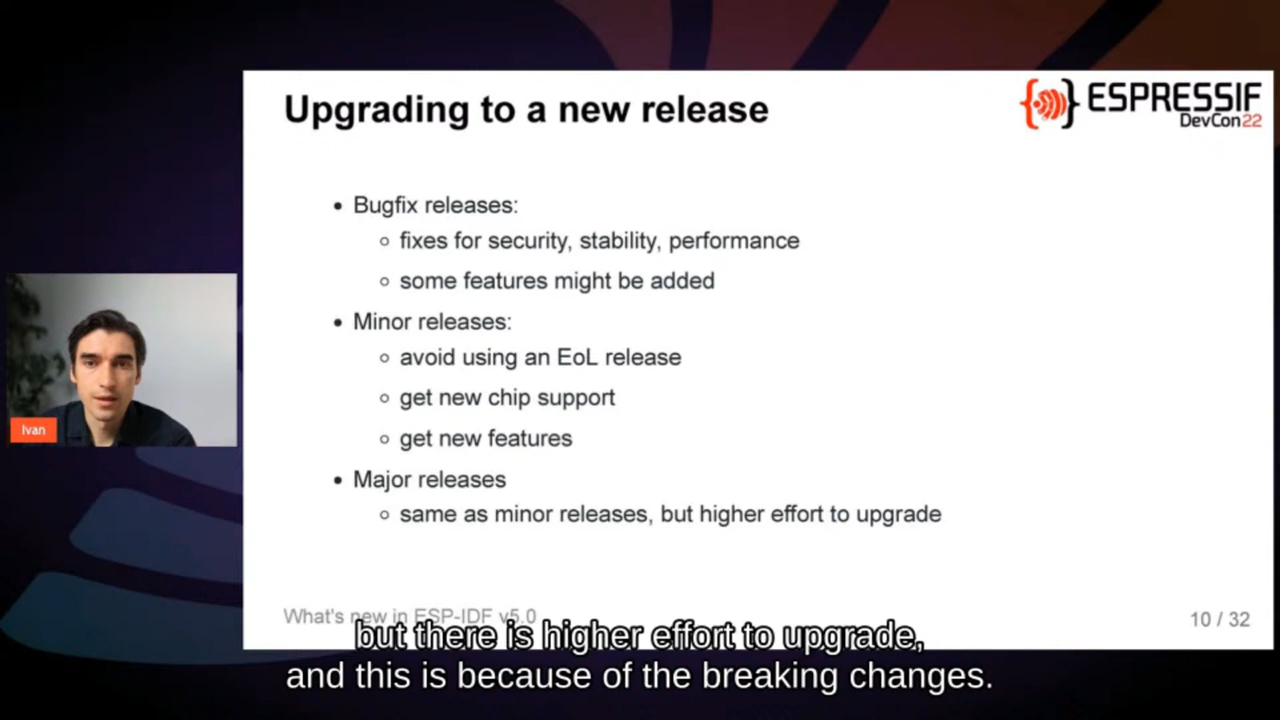 Upgrading to a new release
{ } ESPRESSIF
DevCon22
• Bugfix releases:
○ fixes for security, stability, performance
○ some features might be added
• Minor releases:
○ avoid using an EoL release
○ get new chip support
○ get new features
• Major releases
○ same as minor releases, but higher effort to upgrade
Ivan
What's new in ESP-IDF v5.0
10 / 32
but there is higher effort to upgrade,
and this is because of the breaking changes.